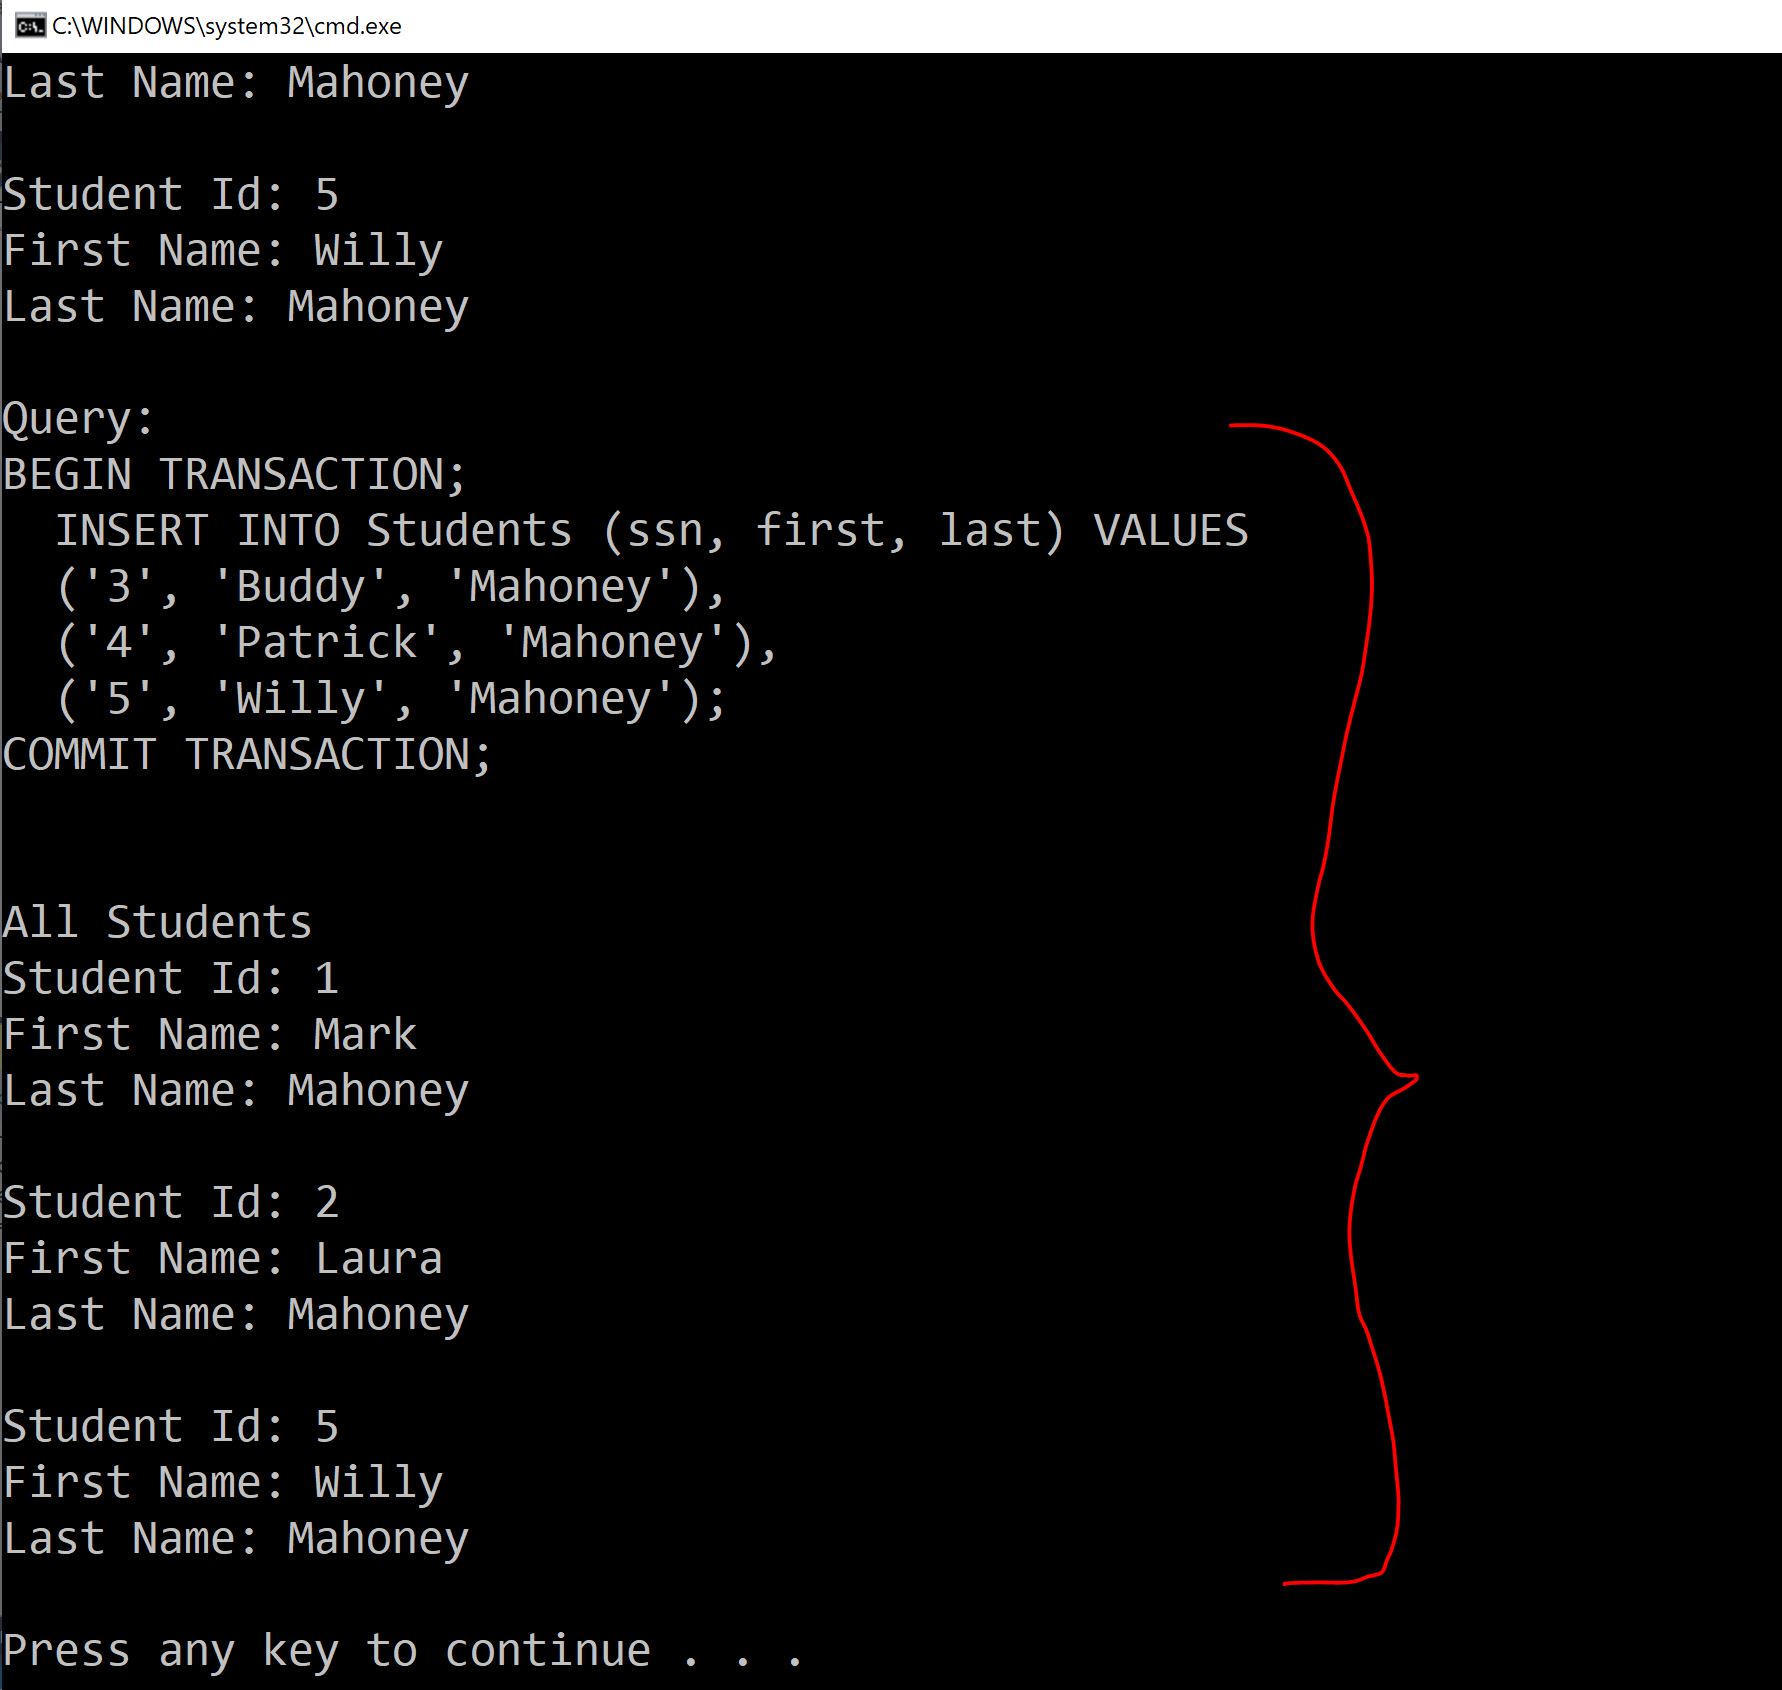 C:\WINDOWS\system32\cmd.exe
Last Name: Mahoney
Student Id: 5
First Name: Willy
Last Name: Mahoney
Query:
BEGIN TRANSACTION;
  INSERT INTO Students (ssn, first, last) VALUES
  ('3', 'Buddy', 'Mahoney'),
  ('4', 'Patrick', 'Mahoney'),
  ('5', 'Willy', 'Mahoney');
COMMIT TRANSACTION;
All Students
Student Id: 1
First Name: Mark
Last Name: Mahoney
Student Id: 2
First Name: Laura
Last Name: Mahoney
Student Id: 5
First Name: Willy
Last Name: Mahoney
Press any key to continue . . .